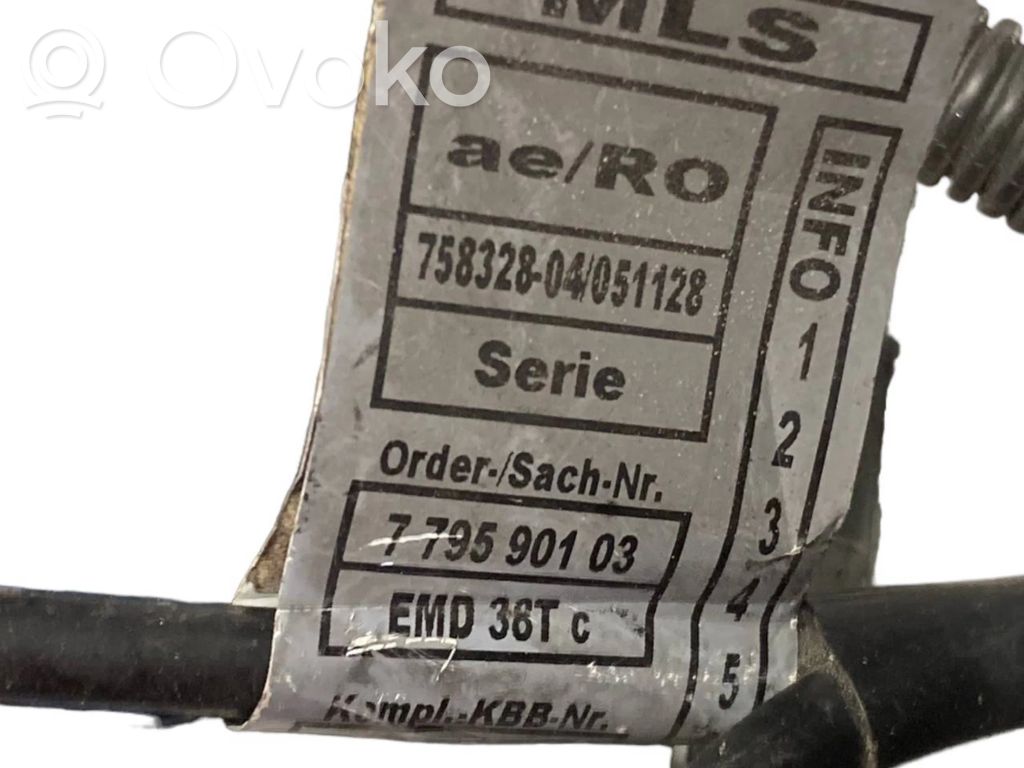 Ovoko
MLs
ae/RO
758328-04/051128
Serie
Order-/Sach-Nr.
7 795 901 03
EMD 36T c
Kompl.-KBB-Nr.
INFO
1
2
3
4
5